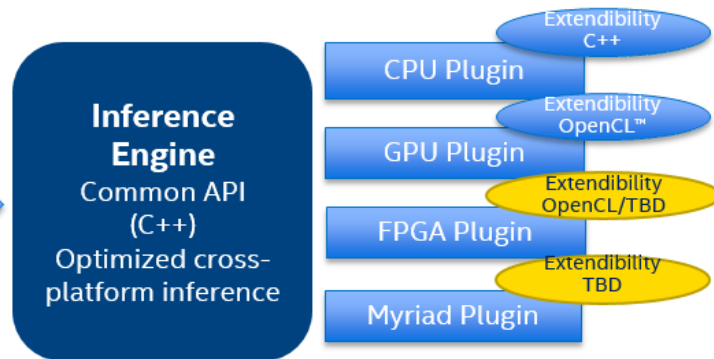 Inference
Engine
Common API
(C++)
Optimized cross-
platform inference
Extendibility
C++
CPU Plugin
Extendibility
OpenCL™
GPU Plugin
Extendibility
OpenCL/TBD
FPGA Plugin
Extendibility
TBD
Myriad Plugin